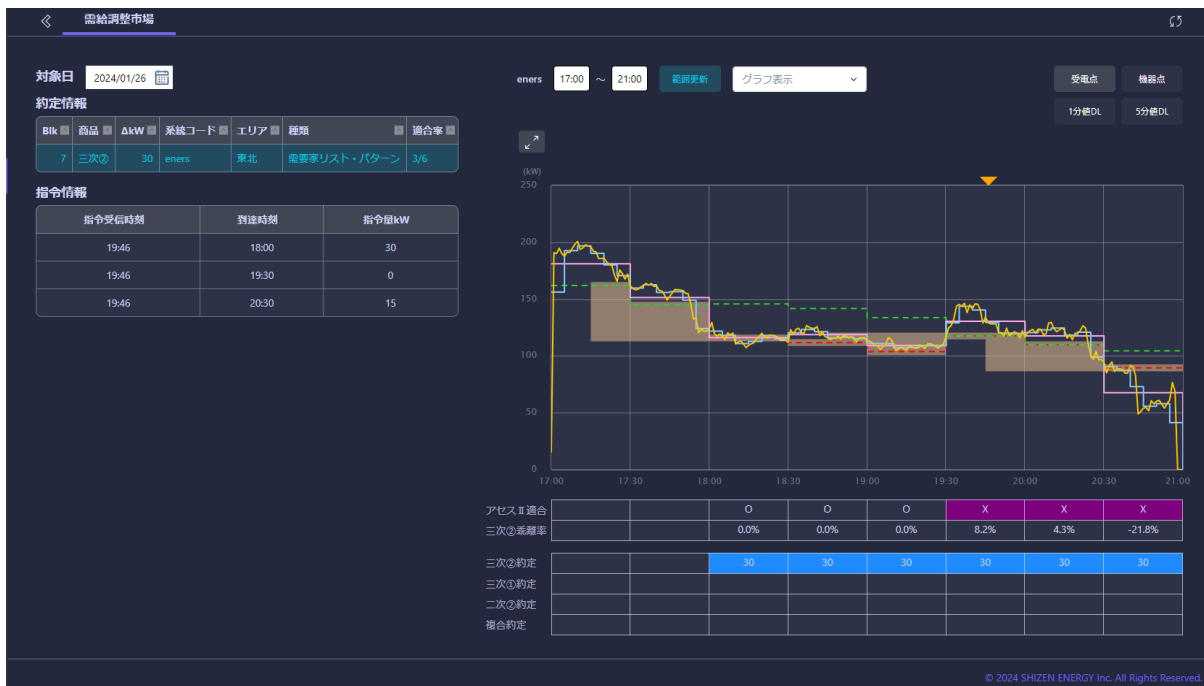 需給調整市場
対象日 2024/01/26
eners 17:00 ～ 21:00 範囲更新 グラフ表示
受電点 機器点
1分値DL 5分値DL
約定情報
Blk 商品 ΔkW 系統コード エリア 種類 適合率
7 三次② 30 eners 東北 需要家リスト・パターン 3/6
指令情報
指令受信時刻 到達時刻 指令量kW
19:46 18:00 30
19:46 19:30 0
19:46 20:30 15
(kW)
250
200
150
100
50
0
17:00 17:30 18:00 18:30 19:00 19:30 20:00 20:30 21:00
アセスⅡ適合 O O O X X X
三次②乖離率 0.0% 0.0% 0.0% 8.2% 4.3% -21.8%
三次②約定 30 30 30 30 30 30
三次①約定
二次②約定
複合約定
© 2024 SHIZEN ENERGY Inc. All Rights Reserved.